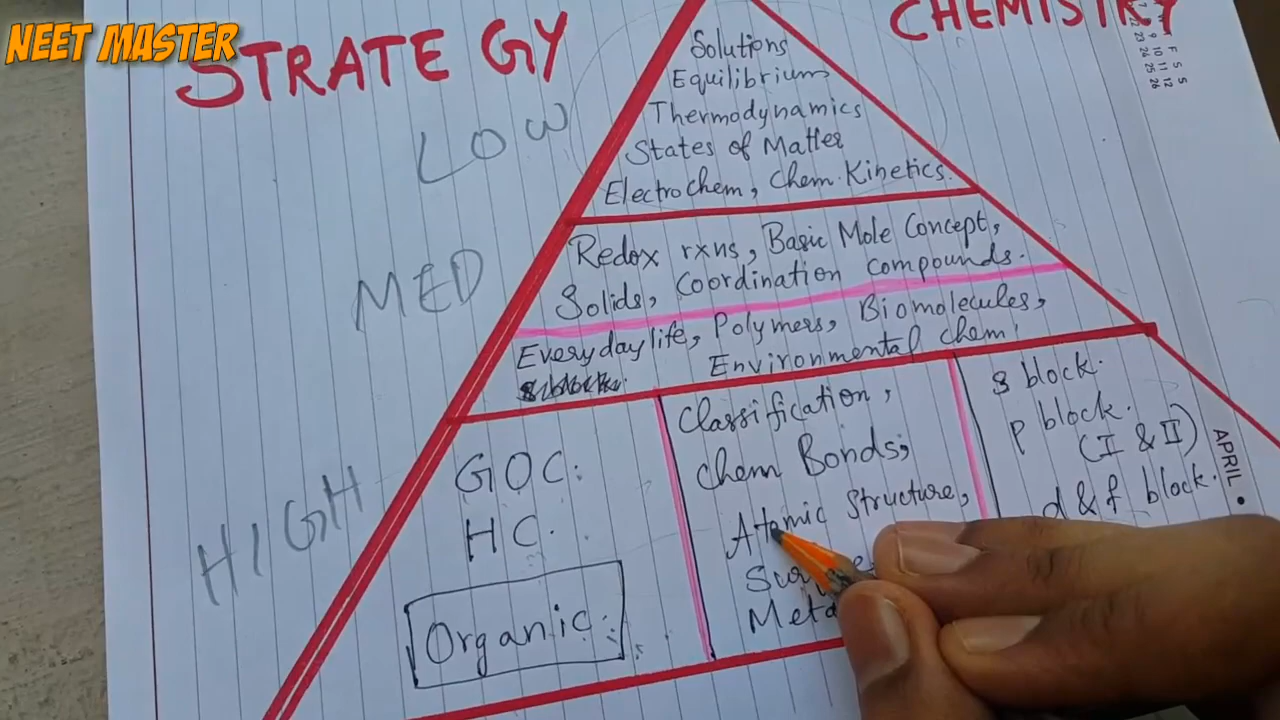 NEET MASTER
STRATEGY
CHEMISTRY
LOW
Solutions
Equilibrium
Thermodynamics
States of Matter
Electrochem, Chem. Kinetics.
MED
Redox rxns, Basic Mole Concept,
Solids, Coordination compounds.
Everyday life, Polymers, Biomolecules,
Environmental chem.
HIGH
GOC.
HC.
Organic.
Classification,
Chem Bonds,
Atomic Structure,
s block.
p block.
(I & II)
d & f block.
APRIL